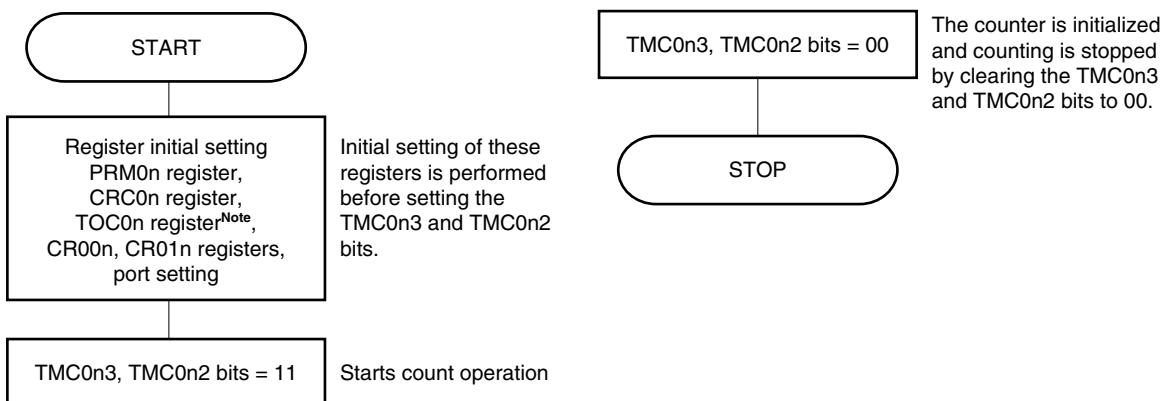 START
Register initial setting
PRM0n register,
CRC0n register,
TOC0n registerNote,
CR00n, CR01n registers,
port setting
Initial setting of these
registers is performed
before setting the
TMC0n3 and TMC0n2
bits.
TMC0n3, TMC0n2 bits = 11
Starts count operation
TMC0n3, TMC0n2 bits = 00
The counter is initialized
and counting is stopped
by clearing the TMC0n3
and TMC0n2 bits to 00.
STOP